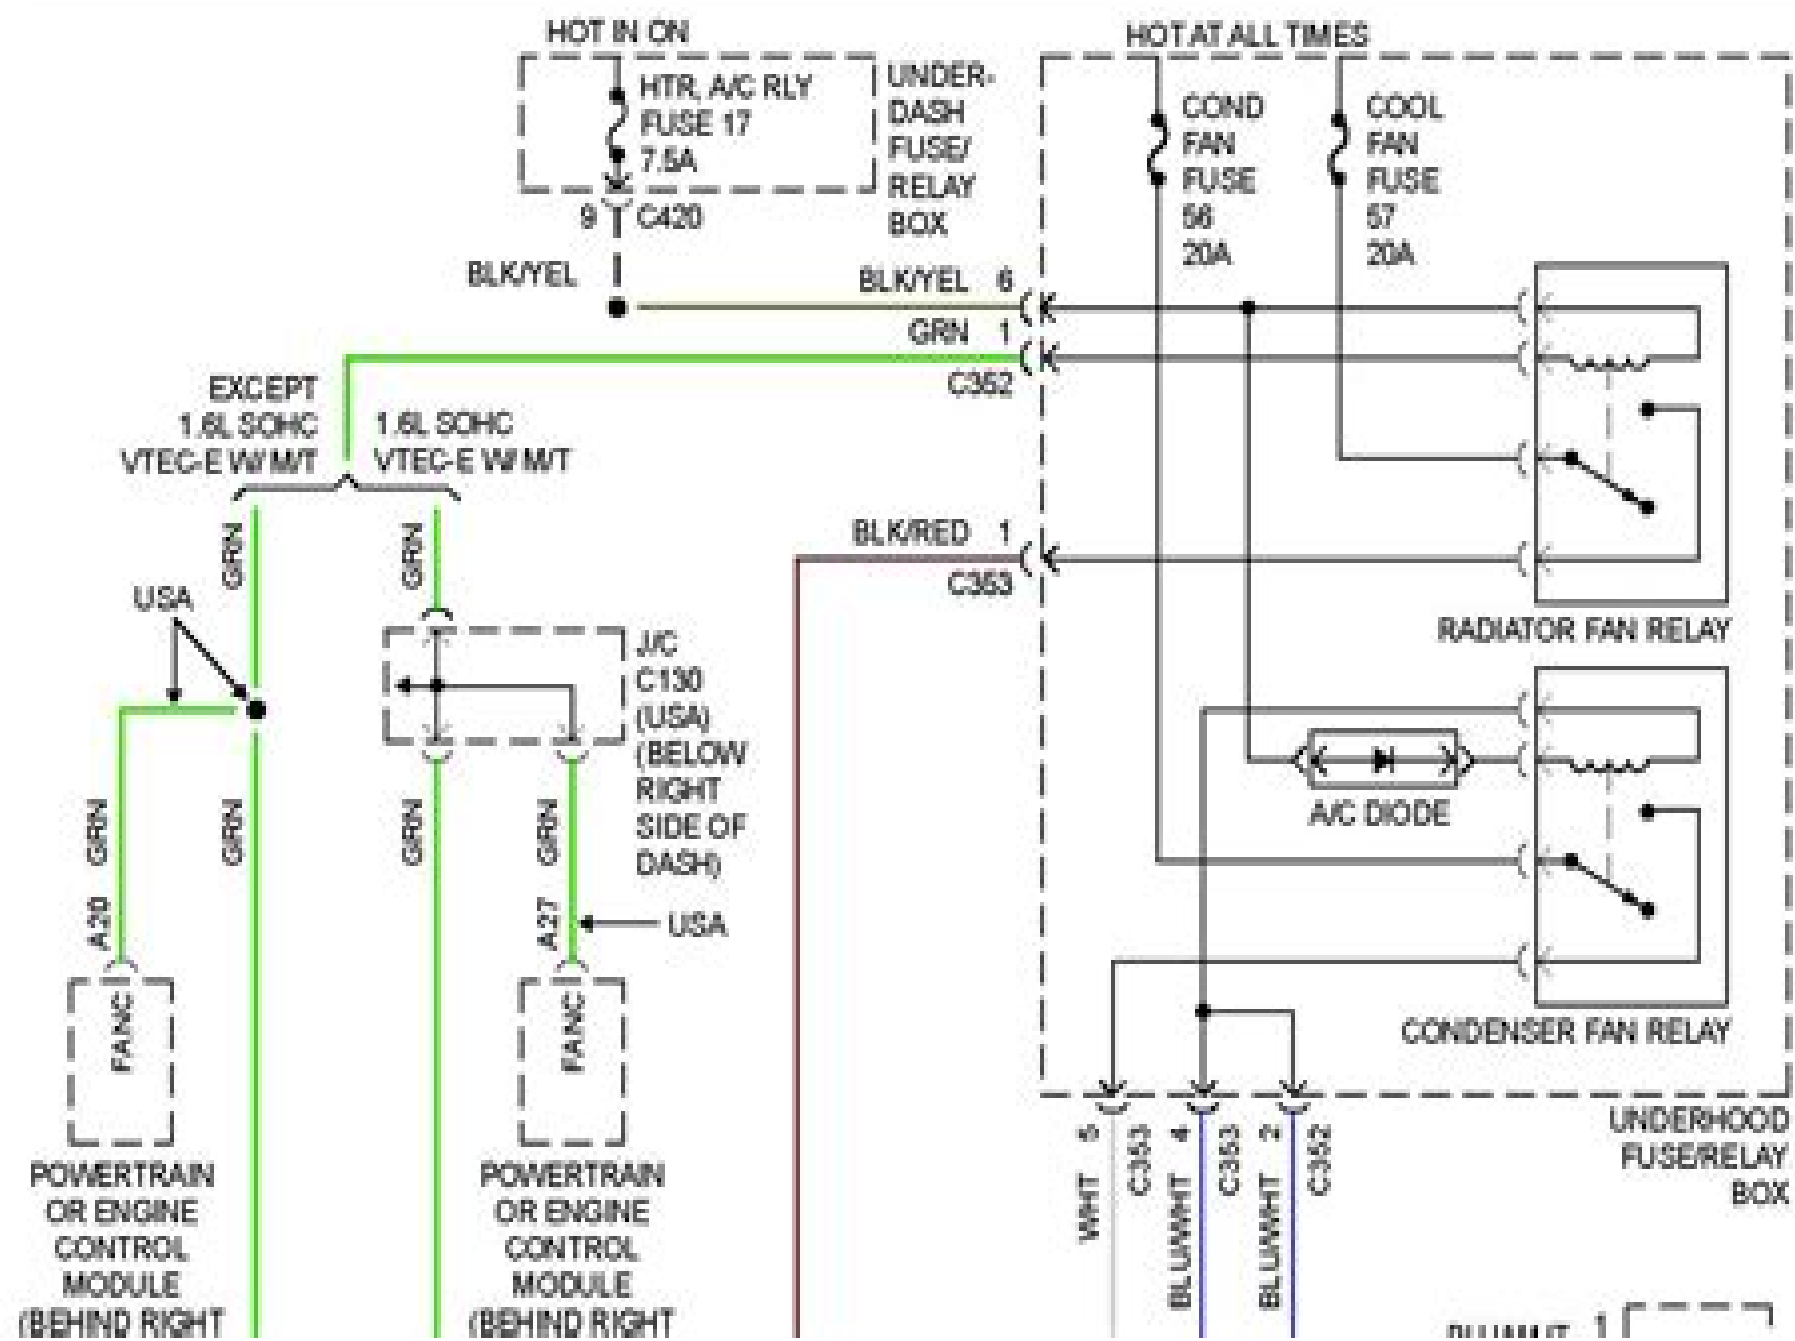 HOT IN ON
HTR, A/C RLY
FUSE 17
7.5A
UNDER-
DASH
FUSE/
RELAY
BOX
9
C420
BLK/YEL
HOT AT ALL TIMES
COND
FAN
FUSE
56
20A
COOL
FAN
FUSE
57
20A
BLK/YEL 6
GRN 1
C352
EXCEPT
1.6L SOHC
VTEC-E W/M/T
1.6L SOHC
VTEC-E W/M/T
GRN
GRN
BLK/RED 1
C353
RADIATOR FAN RELAY
USA
J/C
C130
(USA)
(BELOW
RIGHT
SIDE OF
DASH)
A/C DIODE
GRN
GRN
GRN
GRN
A20
A27
USA
FANC
FANC
CONDENSER FAN RELAY
POWERTRAIN
OR ENGINE
CONTROL
MODULE
(BEHIND RIGHT
POWERTRAIN
OR ENGINE
CONTROL
MODULE
(BEHIND RIGHT
5
C353
4
C353
2
C352
WHT
BLU/WHT
BLU/WHT
UNDERHOOD
FUSE/RELAY
BOX
1